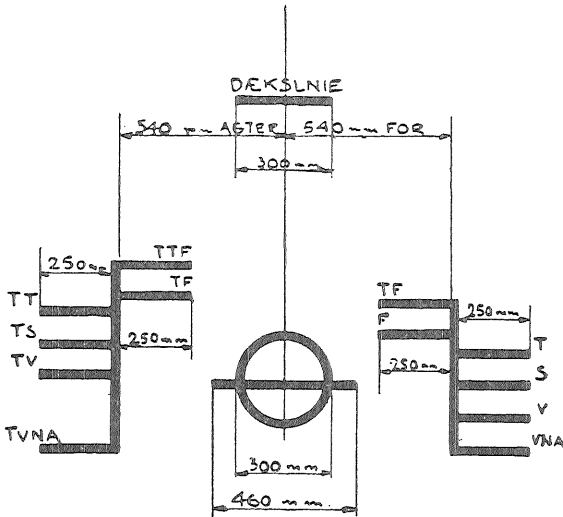 DÆKSLNIE
540 mm AGTER 540 mm FOR
300 mm
TTF
250 mm
TF
TT
TS
TV
250 mm
TVNA
TF
250 mm
F
T
250 mm
S
V
VNA
300 mm
460 mm